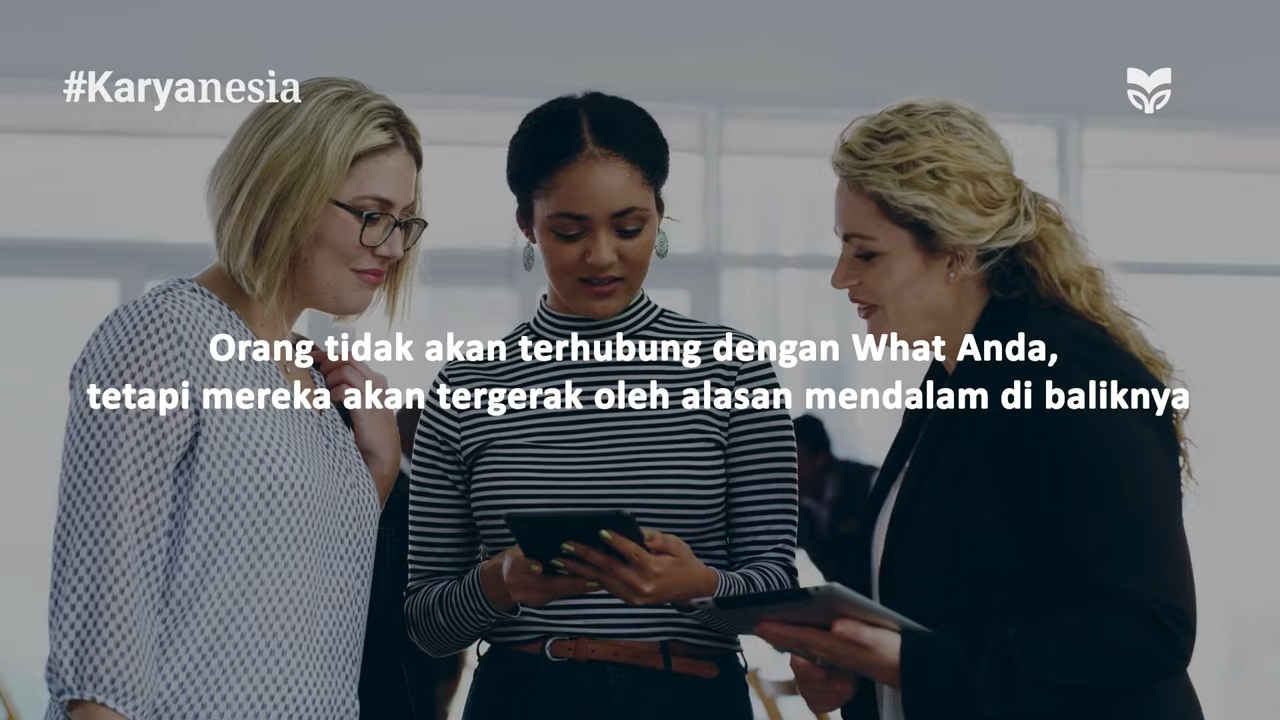 #Karyanesia
Orang tidak akan terhubung dengan What Anda,
tetapi mereka akan tergerak oleh alasan mendalam di baliknya